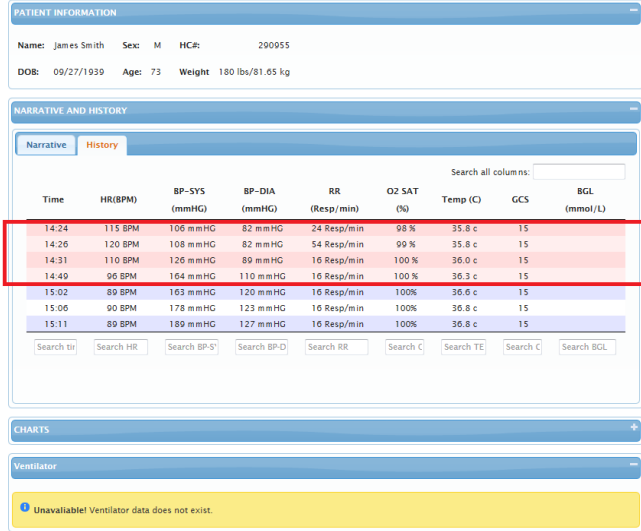 PATIENT INFORMATION
Name: James Smith Sex: M HC#: 290955
DOB: 09/27/1939 Age: 73 Weight 180 lbs/81.65 kg
NARRATIVE AND HISTORY
Narrative History
Search all columns:
Time HR(BPM) BP-SYS (mmHG) BP-DIA (mmHG) RR (Resp/min) O2 SAT (%) Temp (C) GCS BGL (mmol/L)
14:24 115 BPM 106 mmHG 82 mmHG 24 Resp/min 98 % 35.8 c 15
14:26 120 BPM 108 mmHG 82 mmHG 54 Resp/min 99 % 35.8 c 15
14:31 110 BPM 126 mmHG 89 mmHG 16 Resp/min 100 % 36.0 c 15
14:49 96 BPM 164 mmHG 110 mmHG 16 Resp/min 100 % 36.3 c 15
15:02 89 BPM 163 mmHG 120 mmHG 16 Resp/min 100% 36.6 c 15
15:06 90 BPM 178 mmHG 123 mmHG 16 Resp/min 100% 36.8 c 15
15:11 89 BPM 189 mmHG 127 mmHG 16 Resp/min 100% 36.8 c 15
Search tir Search HR Search BP-S' Search BP-D Search RR Search C Search TE Search C Search BGL
CHARTS
Ventilator
Unavaliable! Ventilator data does not exist.